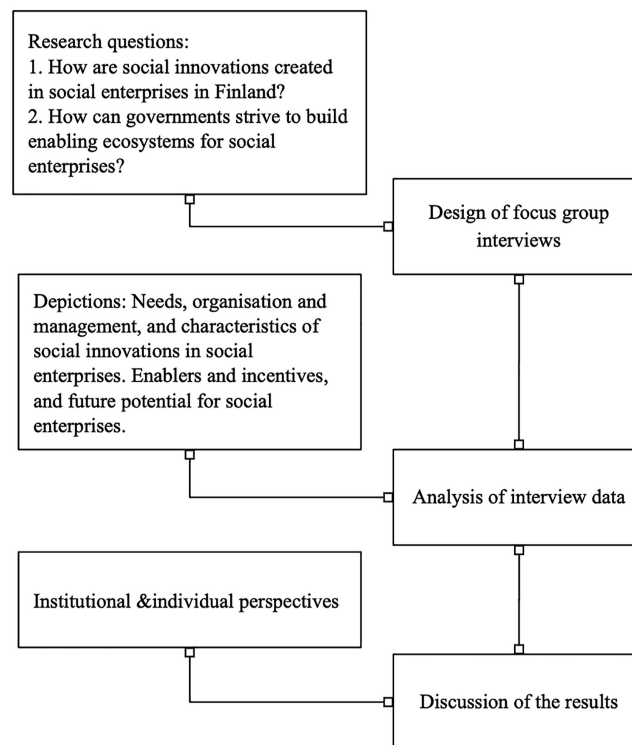 Research questions:
1. How are social innovations created
in social enterprises in Finland?
2. How can governments strive to build
enabling ecosystems for social
enterprises?
Design of focus group
interviews
Depictions: Needs, organisation and
management, and characteristics of
social innovations in social
enterprises. Enablers and incentives,
and future potential for social
enterprises.
Analysis of interview data
Institutional &individual perspectives
Discussion of the results